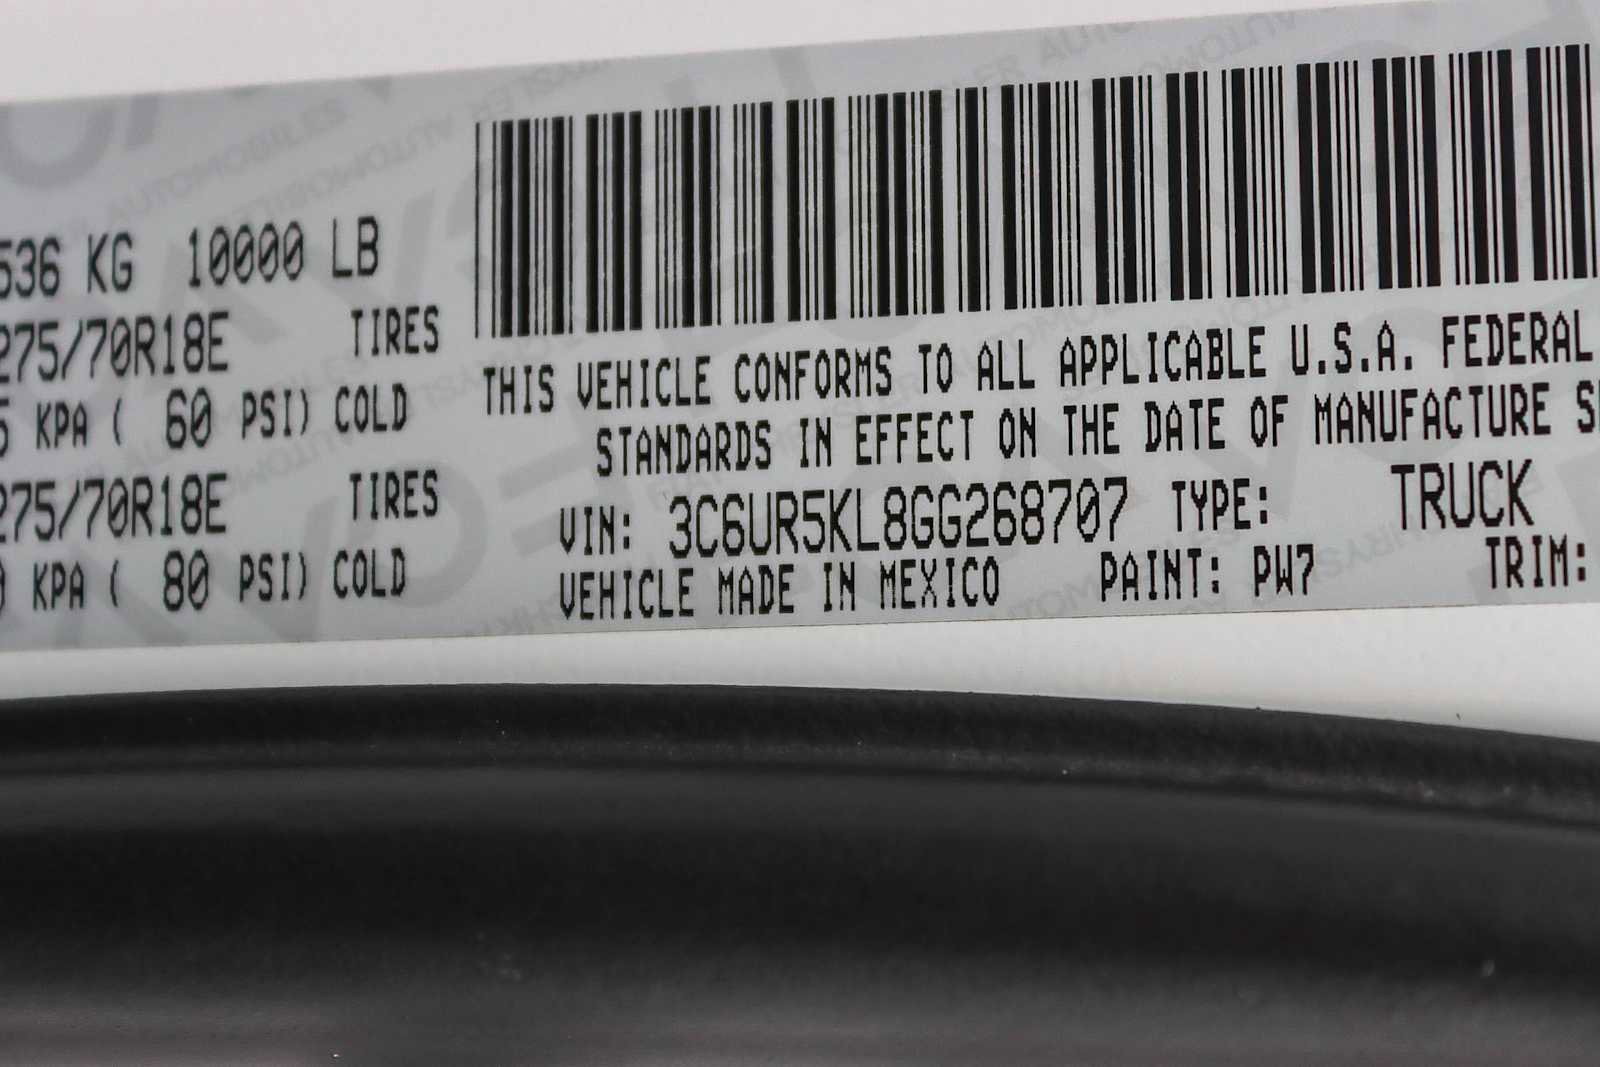 536 KG 10000 LB
275/70R18E TIRES
5 KPA ( 60 PSI) COLD
275/70R18E TIRES
0 KPA ( 80 PSI) COLD
THIS VEHICLE CONFORMS TO ALL APPLICABLE U.S.A. FEDERAL
STANDARDS IN EFFECT ON THE DATE OF MANUFACTURE
VIN: 3C6UR5KL8GG268707 TYPE: TRUCK
VEHICLE MADE IN MEXICO PAINT: PW7 TRIM: